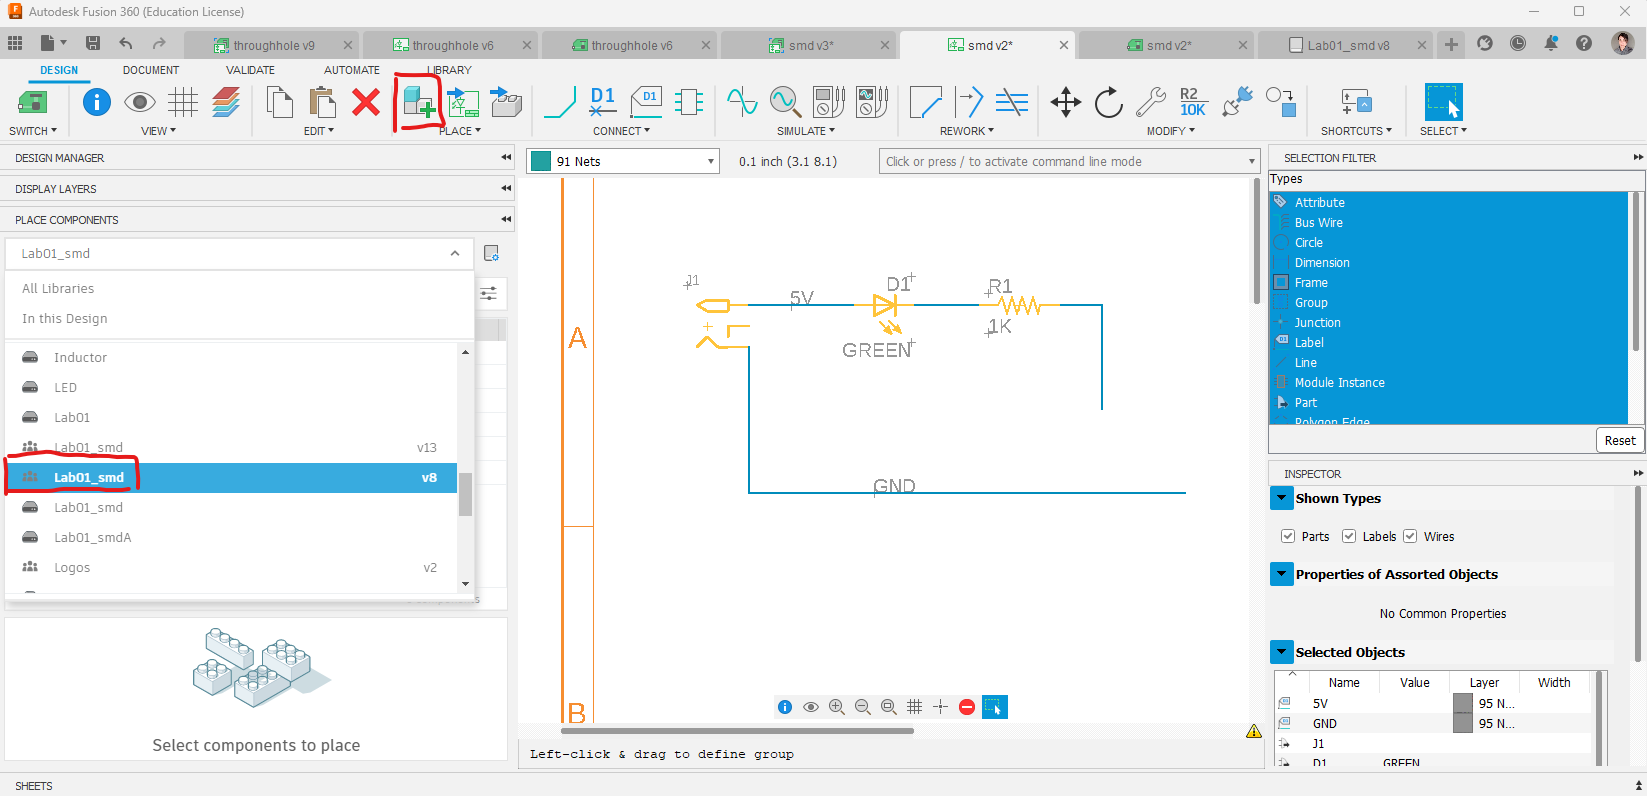 Autodesk Fusion 360 (Education License)
throughhole v9
throughhole v6
throughhole v6
smd v3*
smd v2*
smd v2*
Lab01_smd v8
DESIGN DOCUMENT VALIDATE AUTOMATE LIBRARY
D1 D1 R2
10K
SWITCH VIEW EDIT PLACE CONNECT SIMULATE REWORK MODIFY SHORTCUTS SELECT
DESIGN MANAGER
DISPLAY LAYERS
PLACE COMPONENTS
Lab01_smd
All Libraries
In this Design
Inductor
LED
Lab01
Lab01_smd v13
Lab01_smd v8
Lab01_smd
Lab01_smdA
Logos v2
Select components to place
91 Nets
0.1 inch (3.1 8.1)
Click or press / to activate command line mode
A
B
J1
5V
D1
GREEN
R1
1K
GND
Left-click & drag to define group
SELECTION FILTER
Types
Attribute
Bus Wire
Circle
Dimension
Frame
Group
Junction
Label
Line
Module Instance
Part
Polygon Edge
Reset
INSPECTOR
Shown Types
Parts Labels Wires
Properties of Assorted Objects
No Common Properties
Selected Objects
Name Value Layer Width
5V 95 N...
GND 95 N...
J1
D1 GREEN
SHEETS